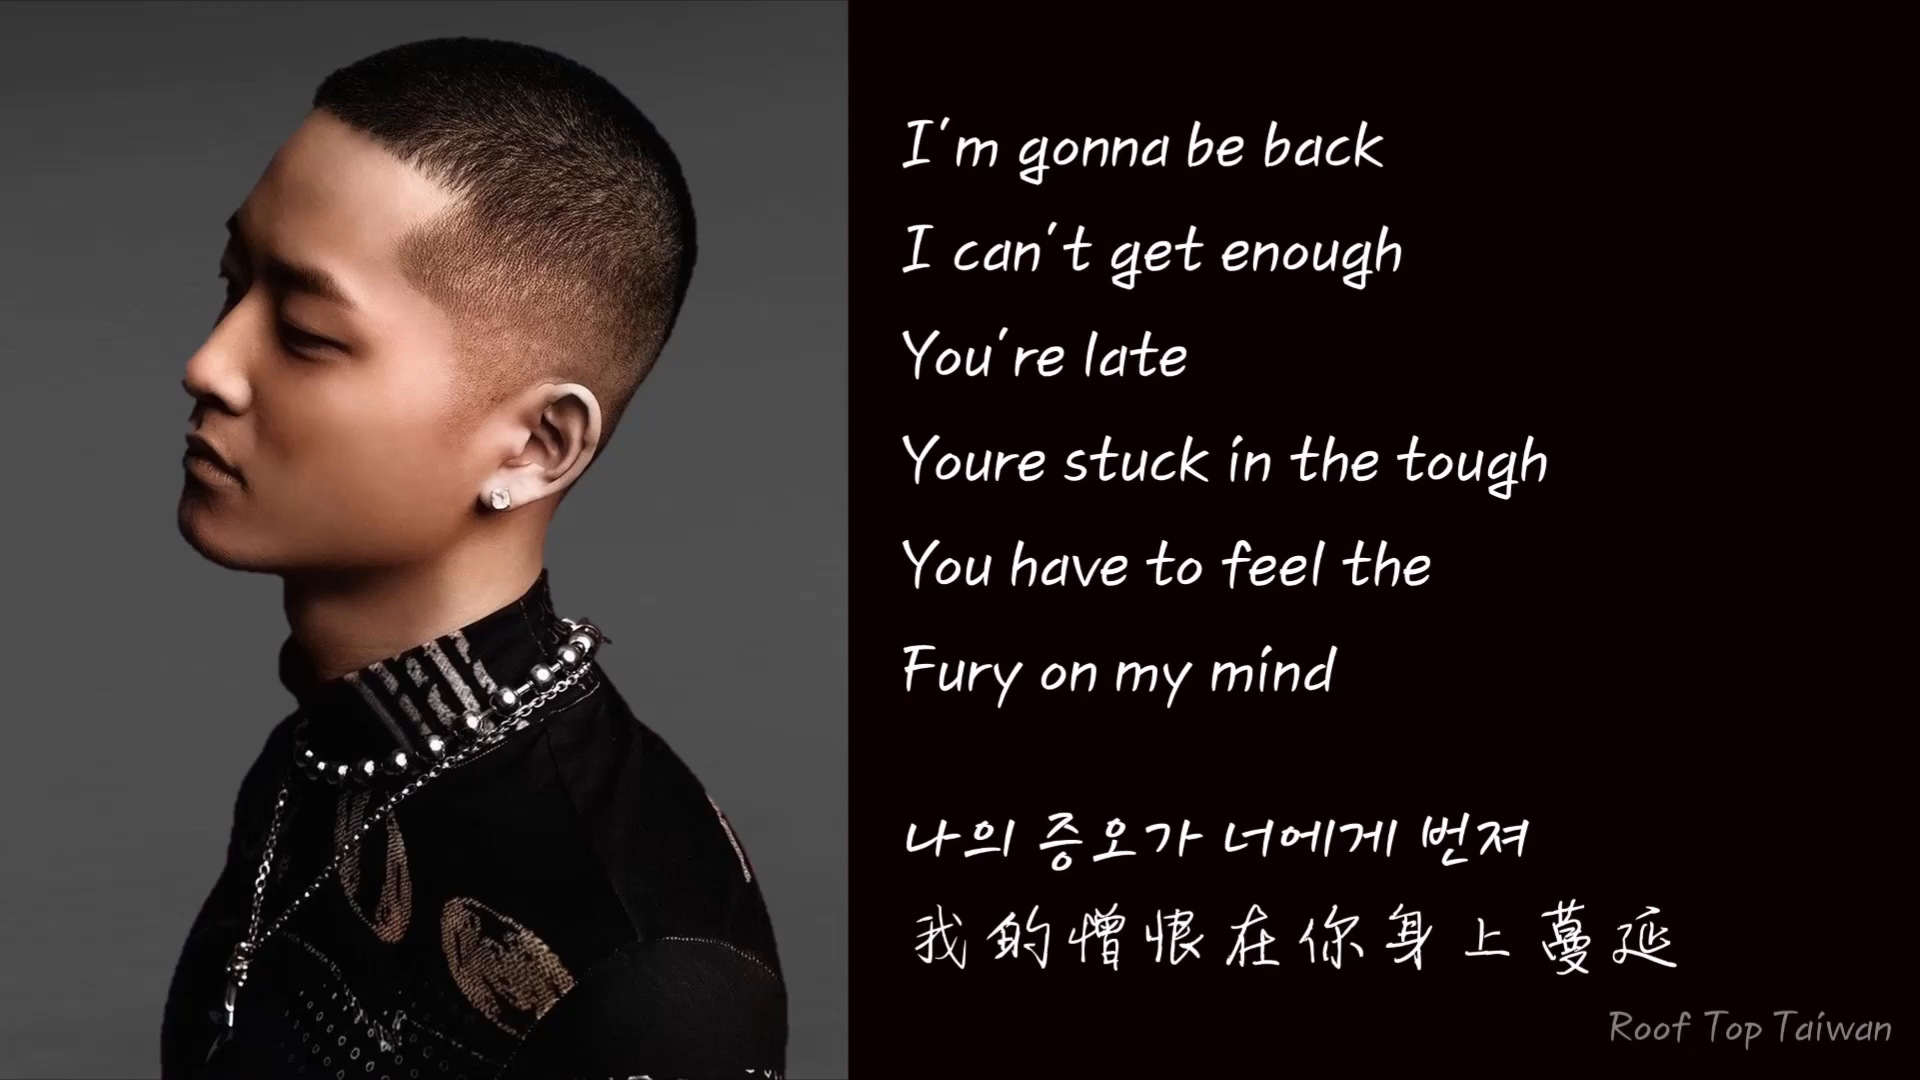 I'm gonna be back
I can't get enough
You're late
Youre stuck in the tough
You have to feel the
Fury on my mind
나의 증오가 너에게 번져
我的憎恨在你身上蔓延
Roof Top Taiwan